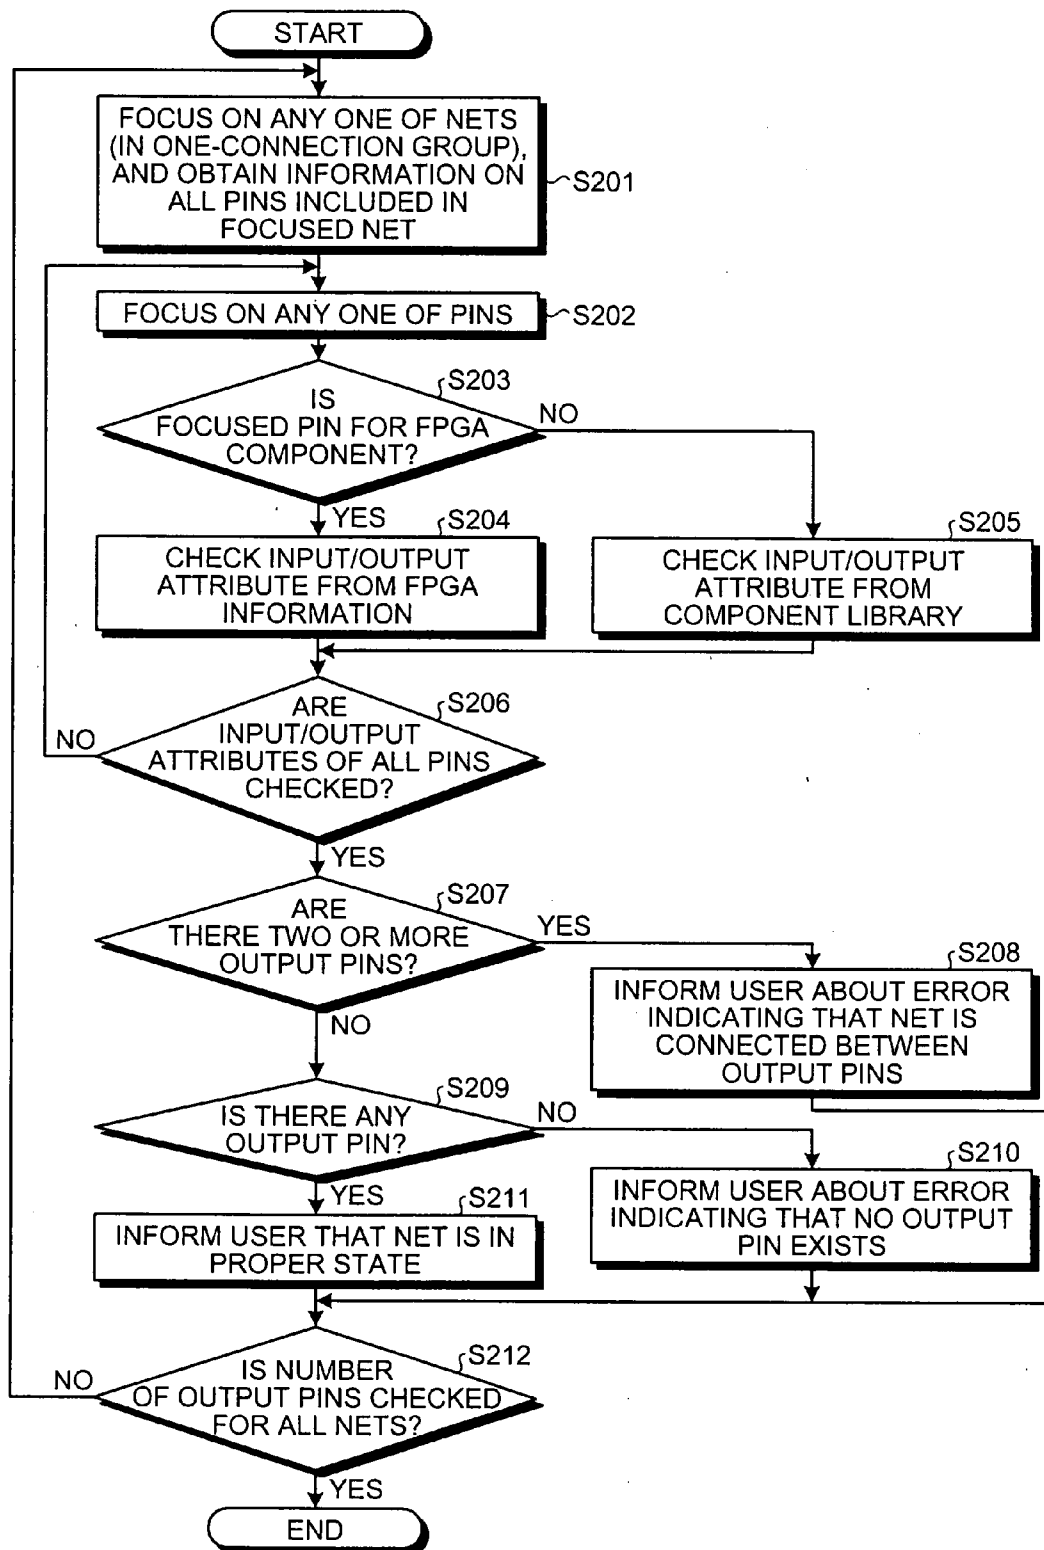 START
FOCUS ON ANY ONE OF NETS
(IN ONE-CONNECTION GROUP),
AND OBTAIN INFORMATION ON
ALL PINS INCLUDED IN
FOCUSED NET
S201
FOCUS ON ANY ONE OF PINS
S202
S203
IS
FOCUSED PIN FOR FPGA
COMPONENT?
NO
YES
S204
CHECK INPUT/OUTPUT
ATTRIBUTE FROM FPGA
INFORMATION
S205
CHECK INPUT/OUTPUT
ATTRIBUTE FROM
COMPONENT LIBRARY
S206
ARE
INPUT/OUTPUT
ATTRIBUTES OF ALL PINS
CHECKED?
NO
YES
S207
ARE
THERE TWO OR MORE
OUTPUT PINS?
YES
NO
S208
INFORM USER ABOUT ERROR
INDICATING THAT NET IS
CONNECTED BETWEEN
OUTPUT PINS
S209
IS THERE ANY
OUTPUT PIN?
NO
YES
S210
INFORM USER ABOUT ERROR
INDICATING THAT NO OUTPUT
PIN EXISTS
S211
INFORM USER THAT NET IS IN
PROPER STATE
S212
IS NUMBER
OF OUTPUT PINS CHECKED
FOR ALL NETS?
NO
YES
END